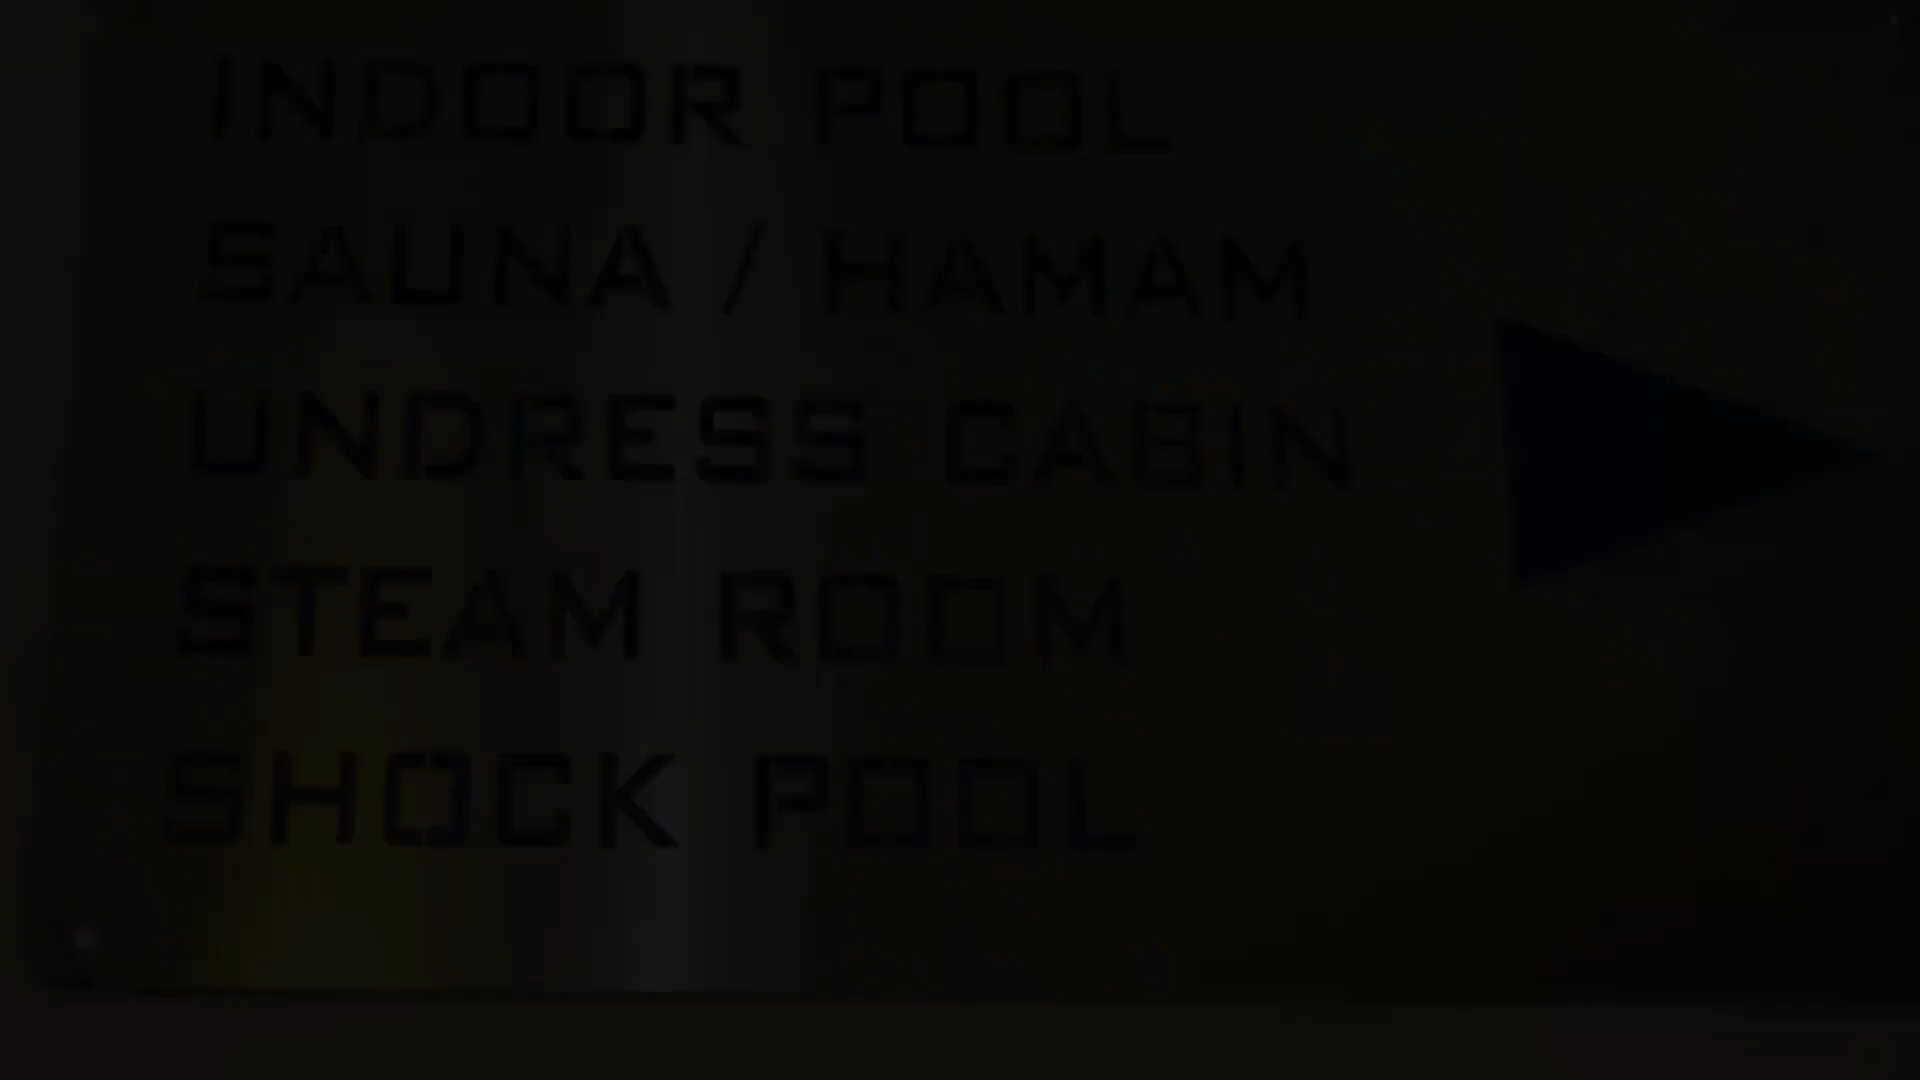 INDOOR POOL
SAUNA / HAMAM
UNDRESS CABIN
STEAM ROOM
SHOCK POOL